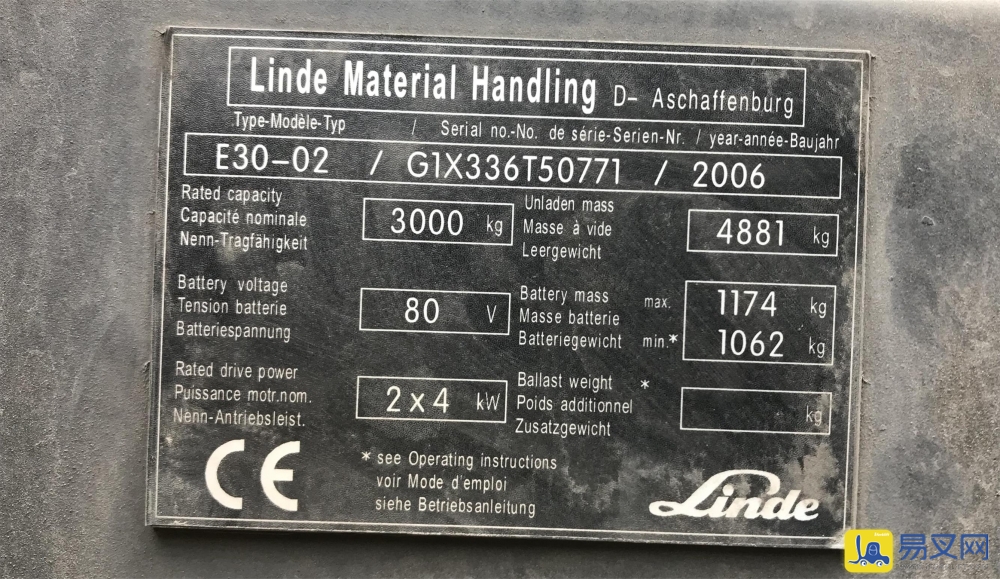 Linde Material Handling D- Aschaffenburg
Type-Modèle-Typ / Serial no.-No. de série-Serien-Nr. / year-année-Baujahr
E30-02 / G1X336T50771 / 2006
Rated capacity
Capacité nominale
Nenn-Tragfähigkeit
3000 kg
Unladen mass
Masse à vide
Leergewicht
4881 kg
Battery voltage
Tension batterie
Batteriespannung
80 V
Battery mass max. 1174 kg
Masse batterie
Batteriegewicht min.* 1062 kg
Rated drive power
Puissance motr.nom.
Nenn-Antriebsleist.
2x4 kW
Ballast weight *
Poids additionnel
Zusatzgewicht
kg
CE
* see Operating instructions
voir Mode d'emploi
siehe Betriebsanleitung
Linde
易叉网